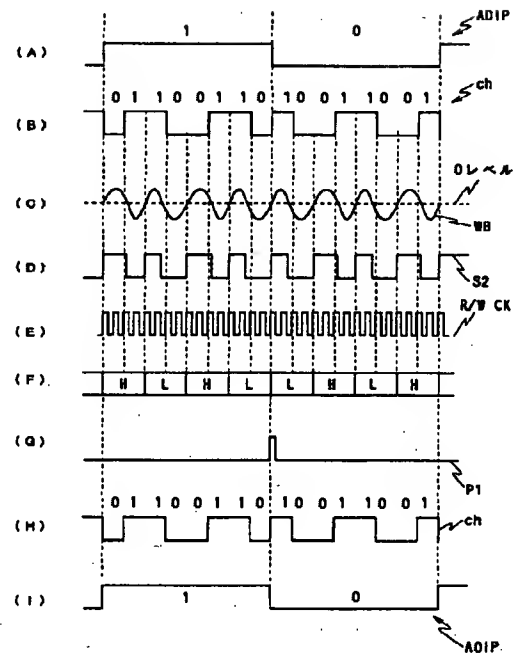 ADIP
1 0
(A)
ch
0 1 1 0 0 1 1 0 1 0 0 1 1 0 0 1
(B)
0レベル
(C)
WB
(D)
S2
R/W CK
(E)
(F) H L H L L H L H
(G)
P1
0 1 1 0 0 1 1 0 1 0 0 1 1 0 0 1
(H)
ch
(I) 1 0
ADIP